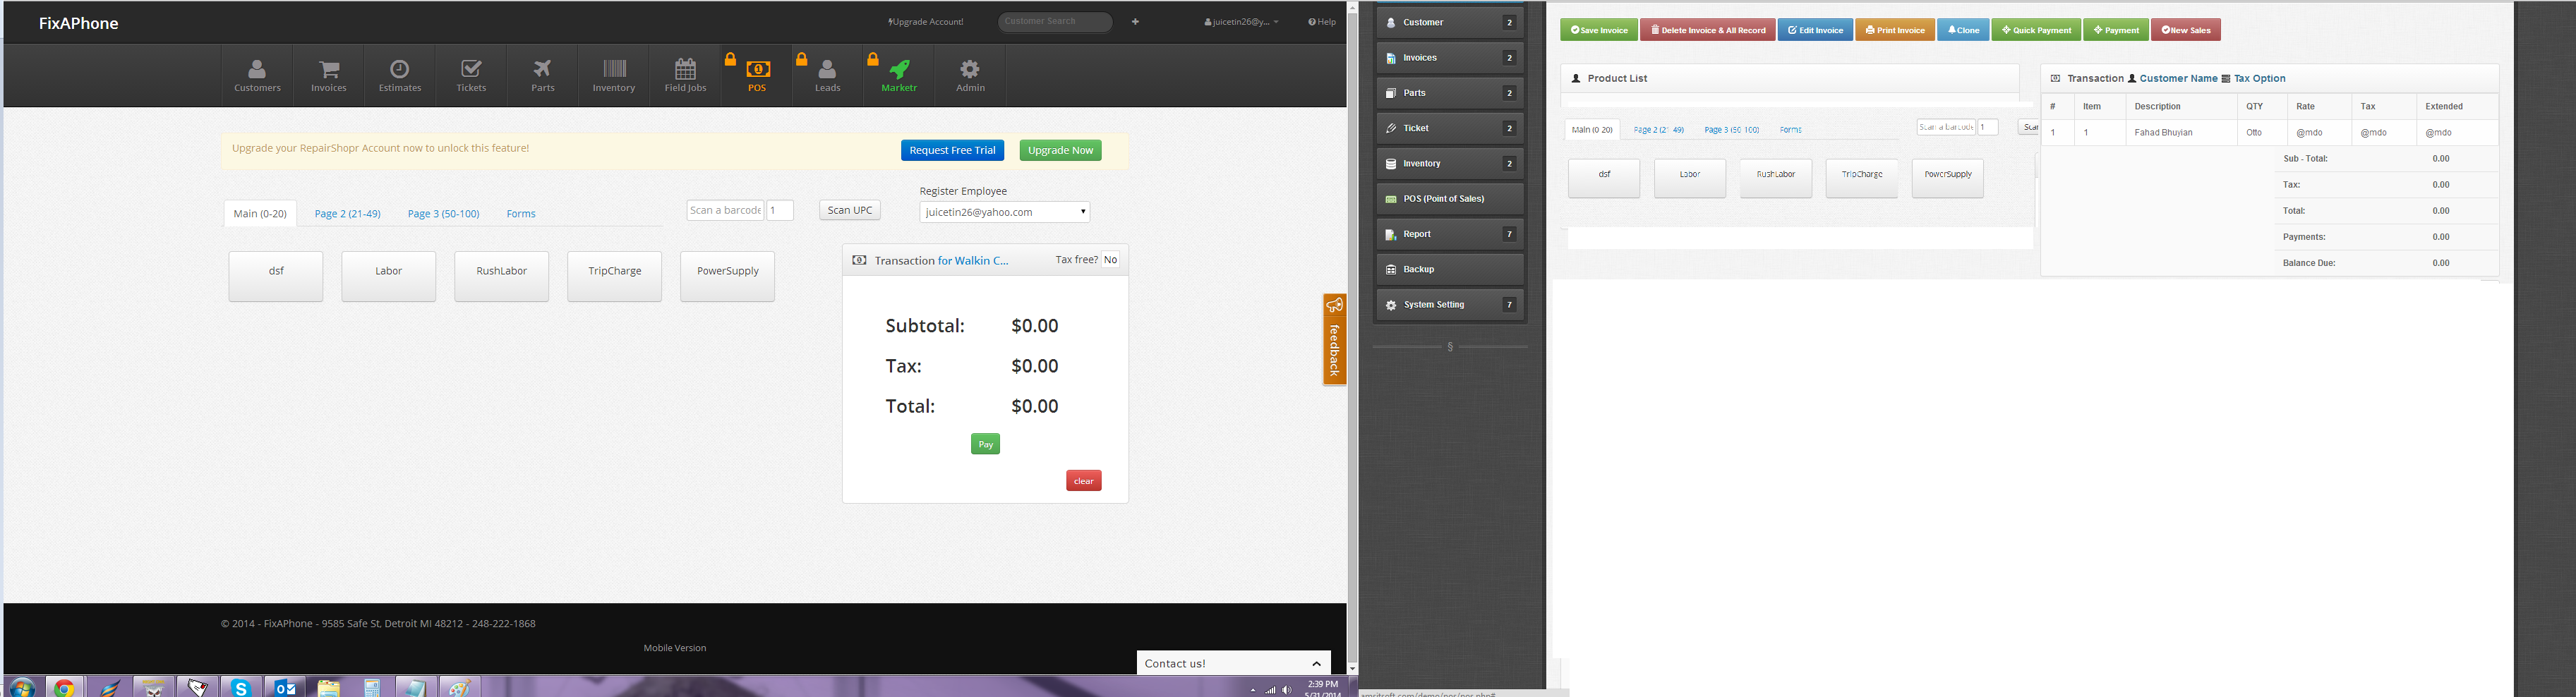 FixAPhone
Upgrade Account!
Customer Search
juicetin26@y...
Help
Customers
Invoices
Estimates
Tickets
Parts
Inventory
Field Jobs
POS
Leads
Marketr
Admin
Upgrade your RepairShopr Account now to unlock this feature!
Request Free Trial
Upgrade Now
Register Employee
Main (0-20) Page 2 (21-49) Page 3 (50-100) Forms
Scan a barcode 1 Scan UPC
juicetin26@yahoo.com
dsf
Labor
RushLabor
TripCharge
PowerSupply
Transaction for Walkin C... Tax free? No
Subtotal: $0.00
Tax: $0.00
Total: $0.00
Pay
clear
feedback
© 2014 - FixAPhone - 9585 Safe St, Detroit MI 48212 - 248-222-1868
Mobile Version
Contact us!
2:39 PM
5/31/2014
Customer 2
Invoices 2
Parts 2
Ticket 2
Inventory 2
POS (Point of Sales)
Report 7
Backup
System Setting 7
§
Save Invoice
Delete Invoice & All Record
Edit Invoice
Print Invoice
Clone
Quick Payment
Payment
New Sales
Product List
Main (0-20) Page 2 (21-49) Page 3 (50-100) Forms
Scan a barcode 1 Scan
dsf
Labor
RushLabor
TripCharge
PowerSupply
Transaction Customer Name Tax Option
# Item Description QTY Rate Tax Extended
1 1 Fahad Bhuyian Otto @mdo @mdo @mdo
Sub - Total: 0.00
Tax: 0.00
Total: 0.00
Payments: 0.00
Balance Due: 0.00